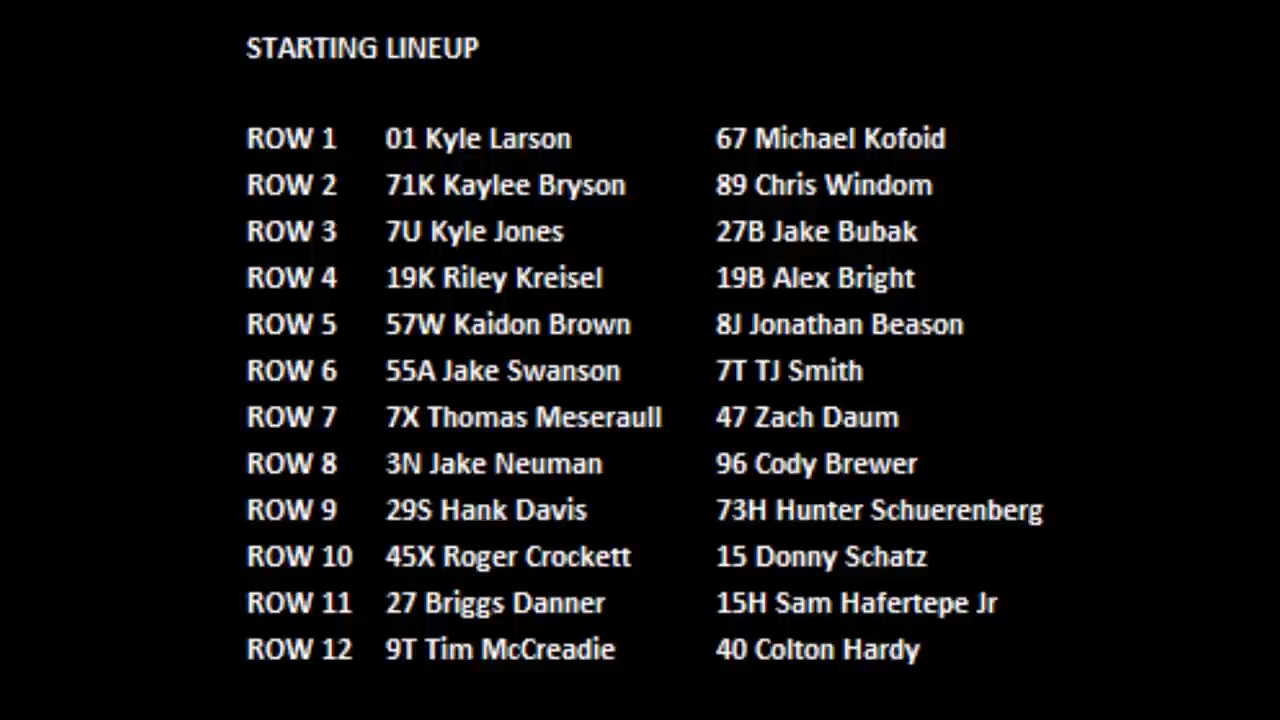 STARTING LINEUP
ROW 1 01 Kyle Larson 67 Michael Kofoid
ROW 2 71K Kaylee Bryson 89 Chris Windom
ROW 3 7U Kyle Jones 27B Jake Bubak
ROW 4 19K Riley Kreisel 19B Alex Bright
ROW 5 57W Kaidon Brown 8J Jonathan Beason
ROW 6 55A Jake Swanson 7T TJ Smith
ROW 7 7X Thomas Meseraull 47 Zach Daum
ROW 8 3N Jake Neuman 96 Cody Brewer
ROW 9 29S Hank Davis 73H Hunter Schuerenberg
ROW 10 45X Roger Crockett 15 Donny Schatz
ROW 11 27 Briggs Danner 15H Sam Hafertepe Jr
ROW 12 9T Tim McCreadie 40 Colton Hardy